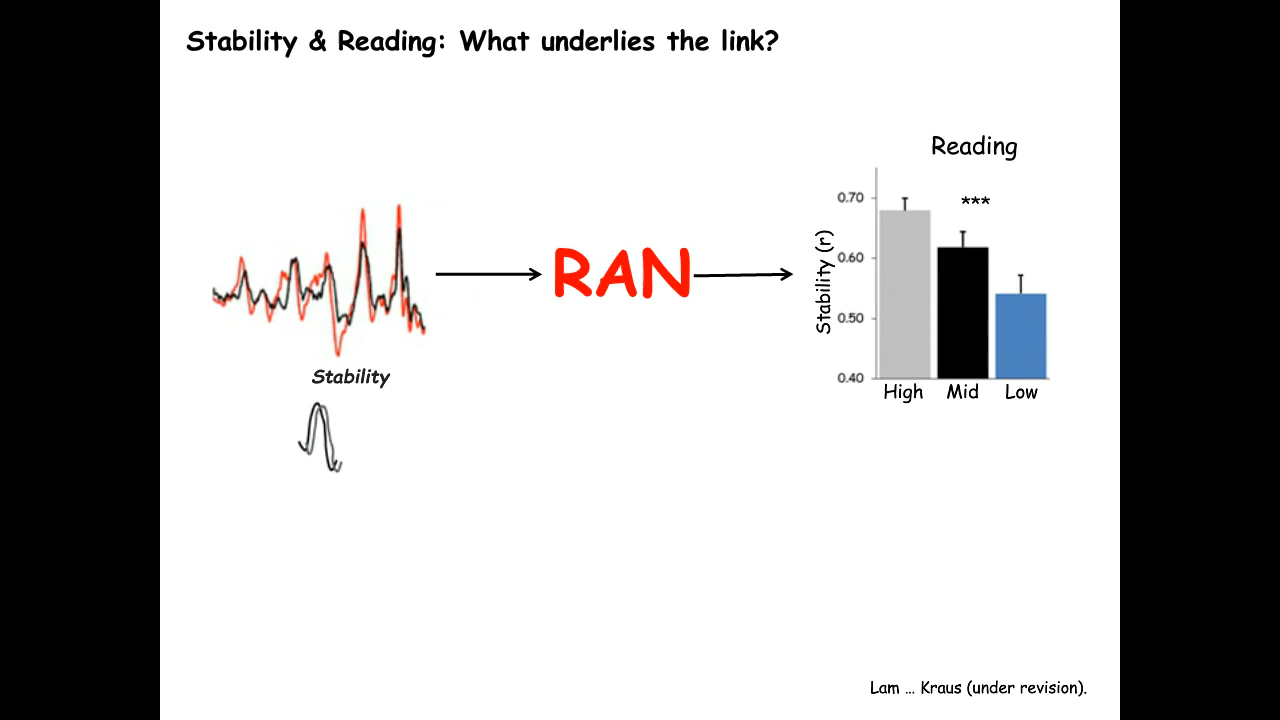 Stability & Reading: What underlies the link?
Reading
0.70
***
0.60
RAN
Stability (r)
0.50
Stability
0.40
High Mid Low
Lam ... Kraus (under revision).